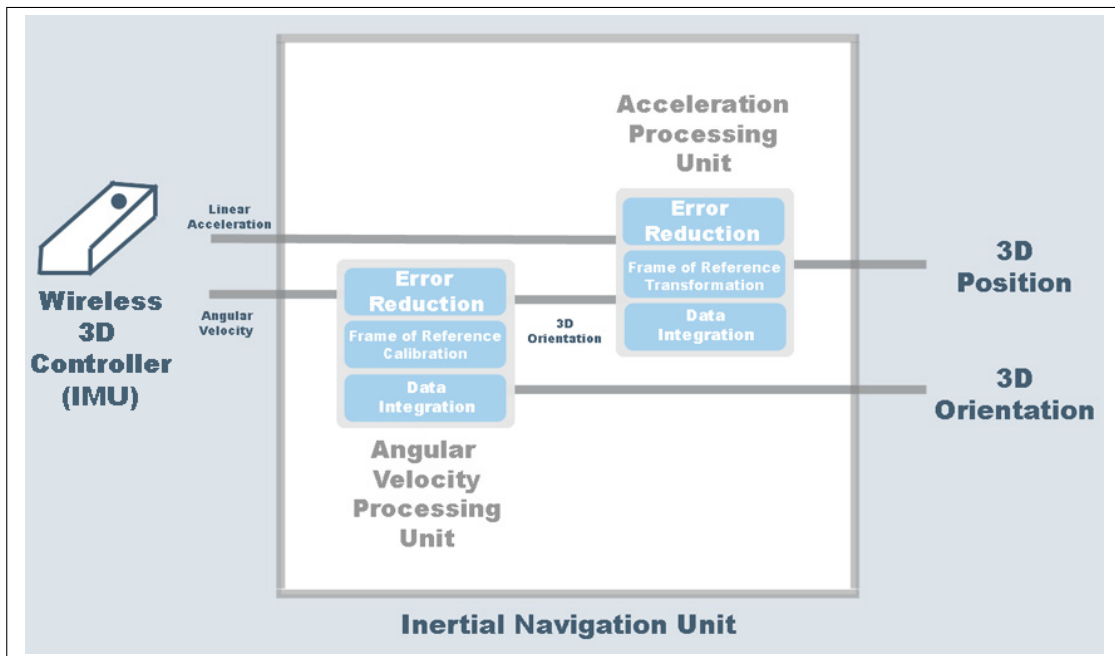 Acceleration
Processing
Unit
Linear
Acceleration
Error
Reduction
Frame of Reference
Transformation
Data
Integration
3D
Position
Wireless
3D
Controller
(IMU)
Angular
Velocity
Error
Reduction
Frame of Reference
Calibration
Data
Integration
3D
Orientation
3D
Orientation
Angular
Velocity
Processing
Unit
Inertial Navigation Unit